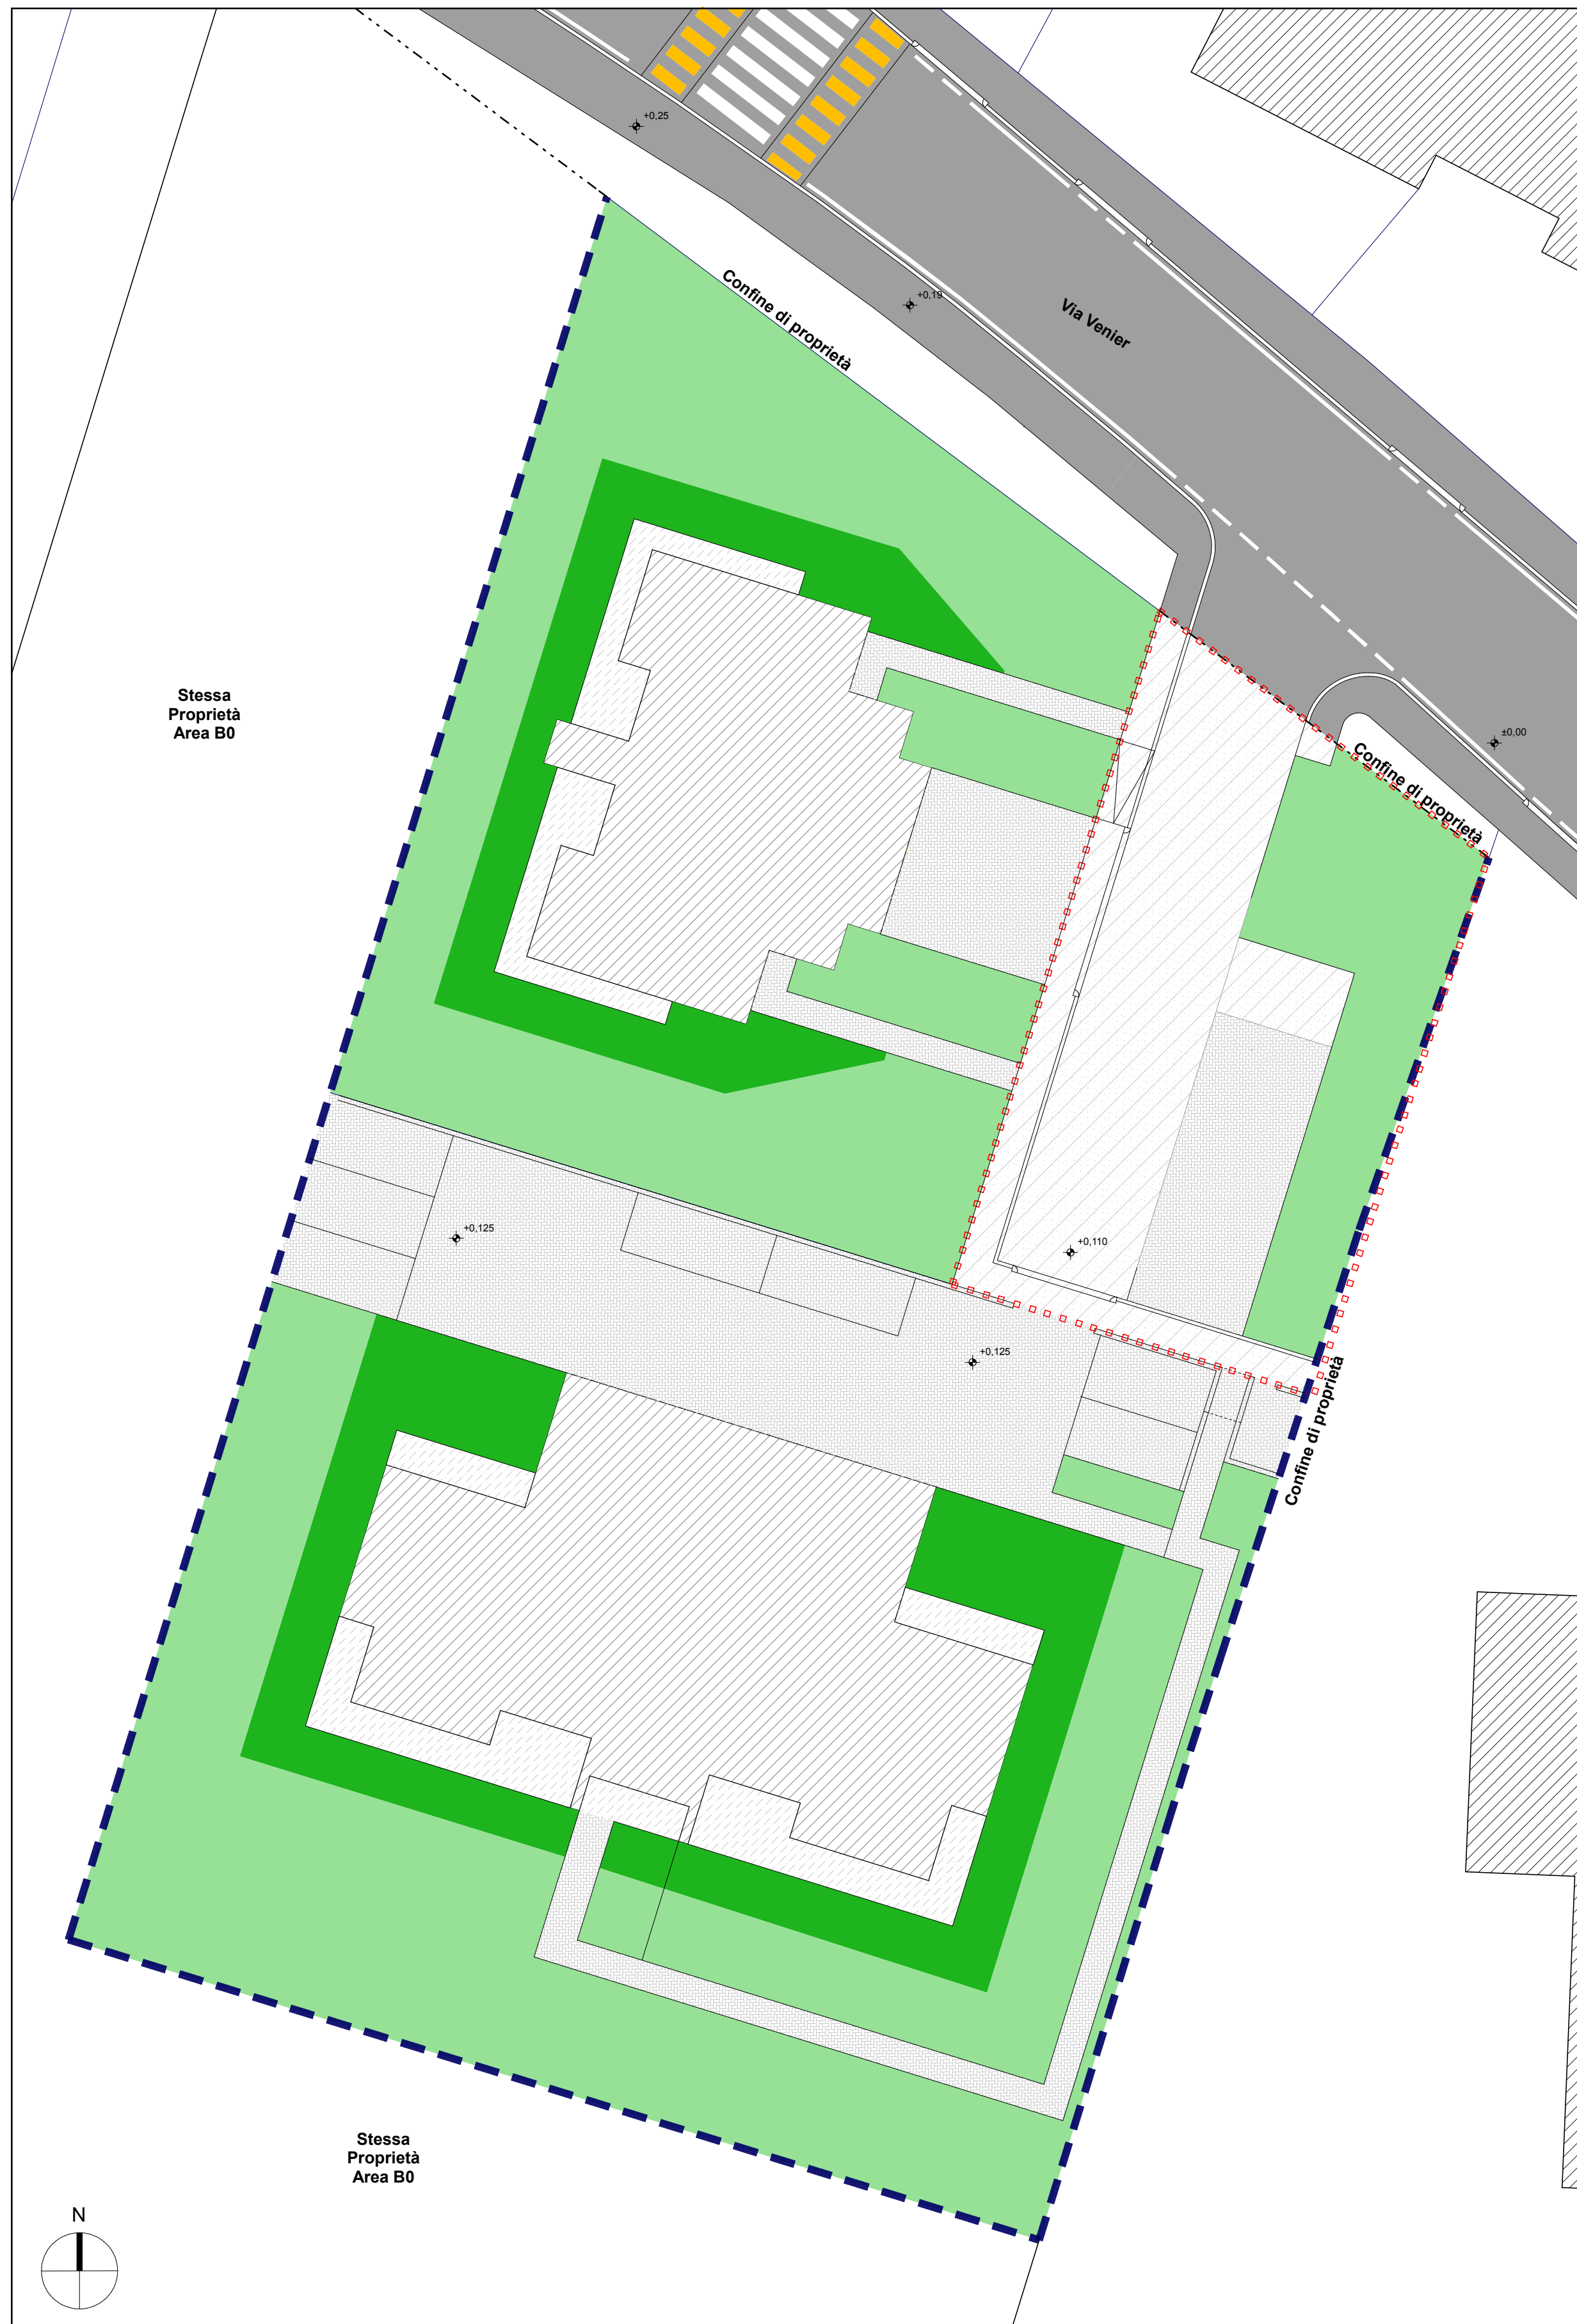 +0,25
+0,19
Via Venier
Confine di proprietà
Stessa
Proprietà
Area B0
±0,00
Confine di proprietà
+0,125
+0,110
+0,125
Confine di proprietà
Stessa
Proprietà
Area B0
N